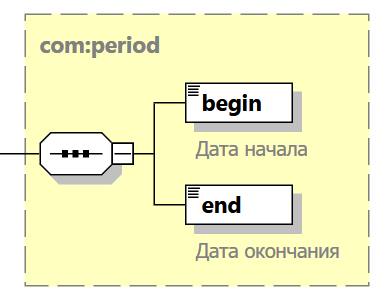 com:period
begin
Дата начала
end
Дата окончания